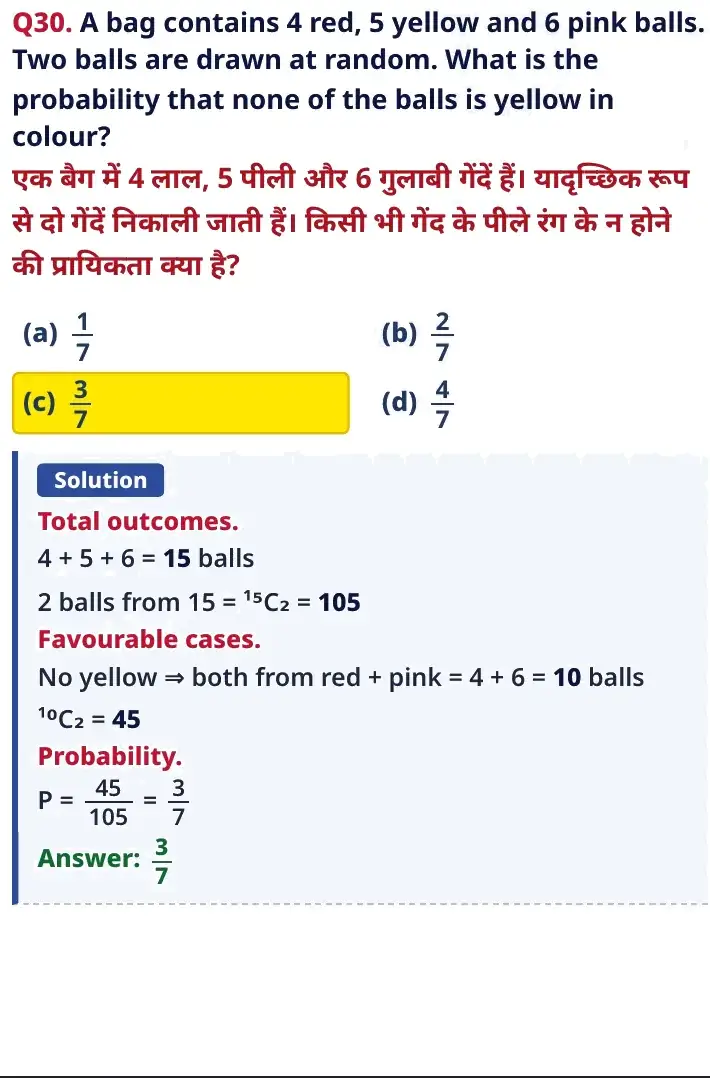 Q30. A bag contains 4 red, 5 yellow and 6 pink balls.
Two balls are drawn at random. What is the
probability that none of the balls is yellow in
colour?
एक बैग में 4 लाल, 5 पीली और 6 गुलाबी गेंदें हैं। यादृच्छिक रूप
से दो गेंदें निकाली जाती हैं। किसी भी गेंद के पीले रंग के न होने
की प्रायिकता क्या है?
(a) 1/7 (b) 2/7
(c) 3/7 (d) 4/7
Solution
Total outcomes.
4 + 5 + 6 = 15 balls
2 balls from 15 = ¹⁵C₂ = 105
Favourable cases.
No yellow ⇒ both from red + pink = 4 + 6 = 10 balls
¹⁰C₂ = 45
Probability.
P = 45/105 = 3/7
Answer: 3/7